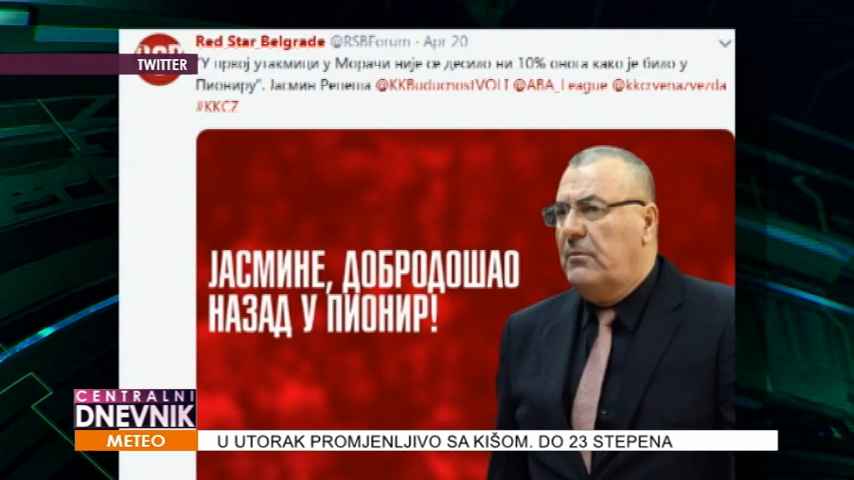 Red Star Belgrade @RSBForum · Apr 20
TWITTER
"У првој утакмици у Морачи није се десило ни 10% онога како је било у
Пиониру". Јасмин Репеша @KKBuducnostVOLI @ABA_League @kkcrvenazvezda
#KKCZ
ЈАСМИНЕ, ДОБРОДОШАО
НАЗАД У ПИОНИР!
CENTRALNI
DNEVNIK
METEO
U UTORAK PROMJENLJIVO SA KIŠOM. DO 23 STEPENA